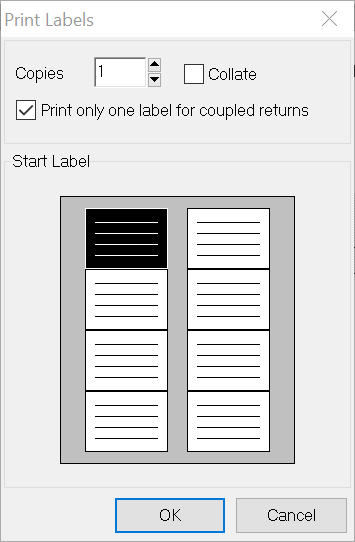 Print Labels
Copies 1 Collate
Print only one label for coupled returns
Start Label
OK Cancel